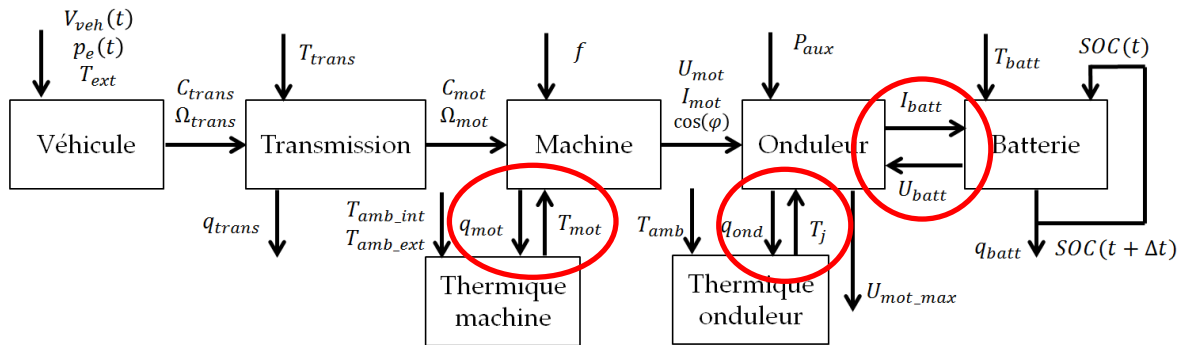 V_veh(t)
p_e(t)
T_ext
Véhicule
C_trans
Ω_trans
T_trans
Transmission
q_trans
C_mot
Ω_mot
f
Machine
T_amb_int
T_amb_ext
q_mot
T_mot
Thermique
machine
U_mot
I_mot
cos(φ)
P_aux
Onduleur
T_amb
q_ond
T_j
Thermique
onduleur
U_mot_max
I_batt
U_batt
T_batt
SOC(t)
Batterie
q_batt
SOC(t + Δt)